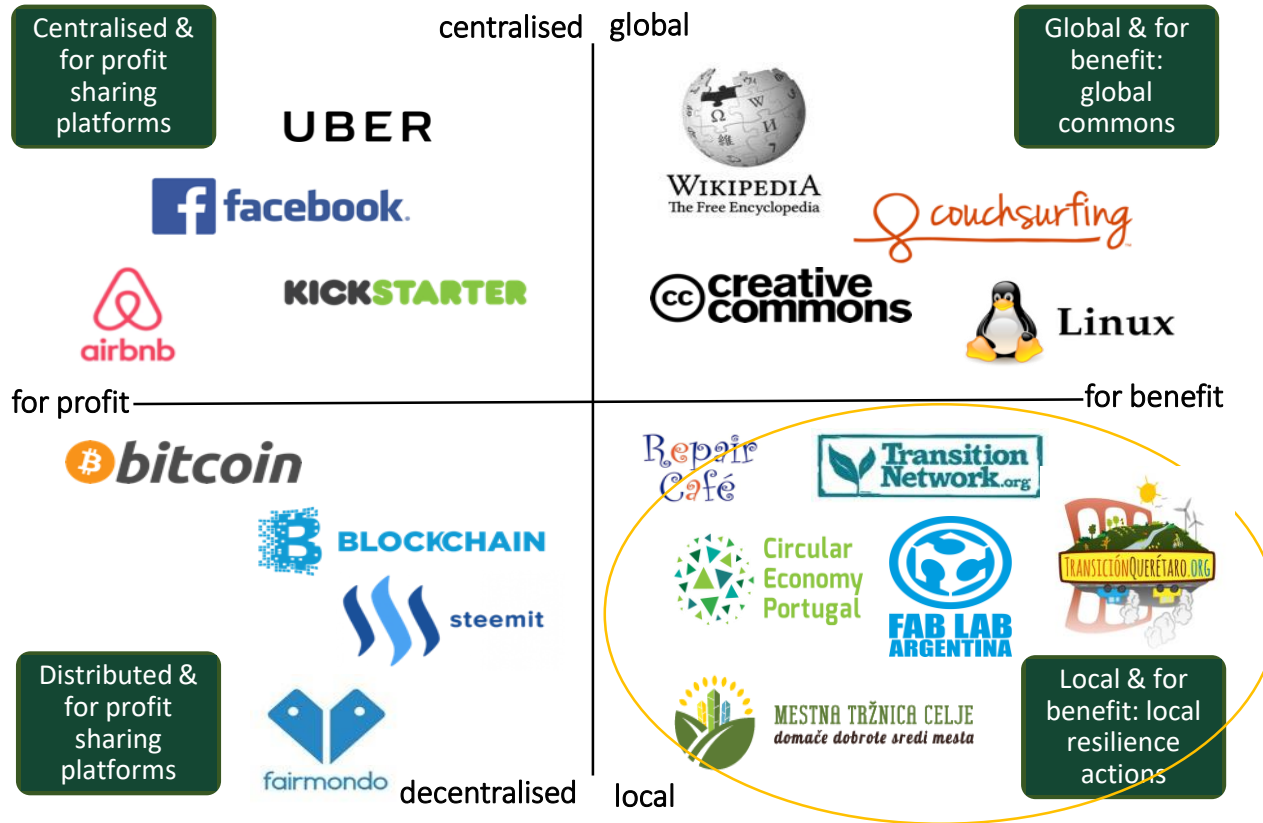 Centralised &
for profit
sharing
platforms
centralised
global
Global & for
benefit:
global
commons
UBER
facebook.
airbnb
KICKSTARTER
Ω
W
И
維
7
WIKIPEDIA
The Free Encyclopedia
couchsurfing
cc creative
commons
Linux
for profit
for benefit
bitcoin
BLOCKCHAIN
steemit
fairmondo
Distributed &
for profit
sharing
platforms
decentralised
local
Repair
Café
Transition
Network.org
Circular
Economy
Portugal
FAB LAB
ARGENTINA
TRANSICIÓNQUERÉTARO.ORG
MESTNA TRŽNICA CELJE
domače dobrote sredi mesta
Local & for
benefit: local
resilience
actions